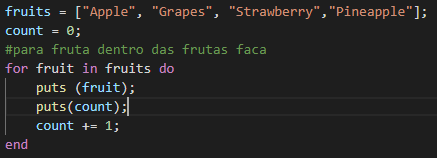 fruits = ["Apple", "Grapes", "Strawberry","Pineapple"];
count = 0;
#para fruta dentro das frutas faca
for fruit in fruits do
    puts (fruit);
    puts(count);
    count += 1;
end